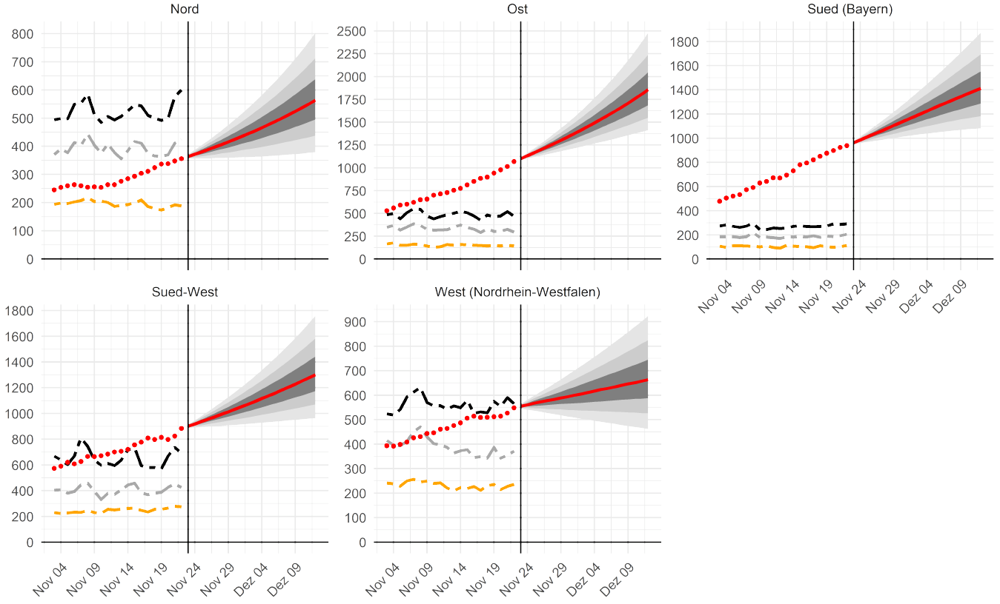 Nord
Ost
Sued (Bayern)
800
700
600
500
400
300
200
100
0
2500
2250
2000
1750
1500
1250
1000
750
500
250
0
1800
1600
1400
1200
1000
800
600
400
200
0
Nov 04
Nov 09
Nov 14
Nov 19
Nov 24
Nov 29
Dez 04
Dez 09
Sued-West
West (Nordrhein-Westfalen)
1800
1600
1400
1200
1000
800
600
400
200
0
900
800
700
600
500
400
300
200
100
0
Nov 04
Nov 09
Nov 14
Nov 19
Nov 24
Nov 29
Dez 04
Dez 09
Nov 04
Nov 09
Nov 14
Nov 19
Nov 24
Nov 29
Dez 04
Dez 09